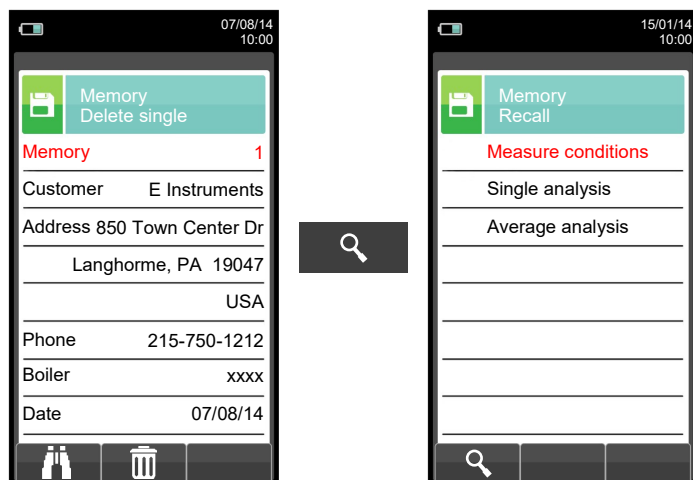 07/08/14
10:00
Memory
Delete single
Memory 1
Customer E Instruments
Address 850 Town Center Dr
Langhorme, PA 19047
USA
Phone 215-750-1212
Boiler xxxx
Date 07/08/14
15/01/14
10:00
Memory
Recall
Measure conditions
Single analysis
Average analysis